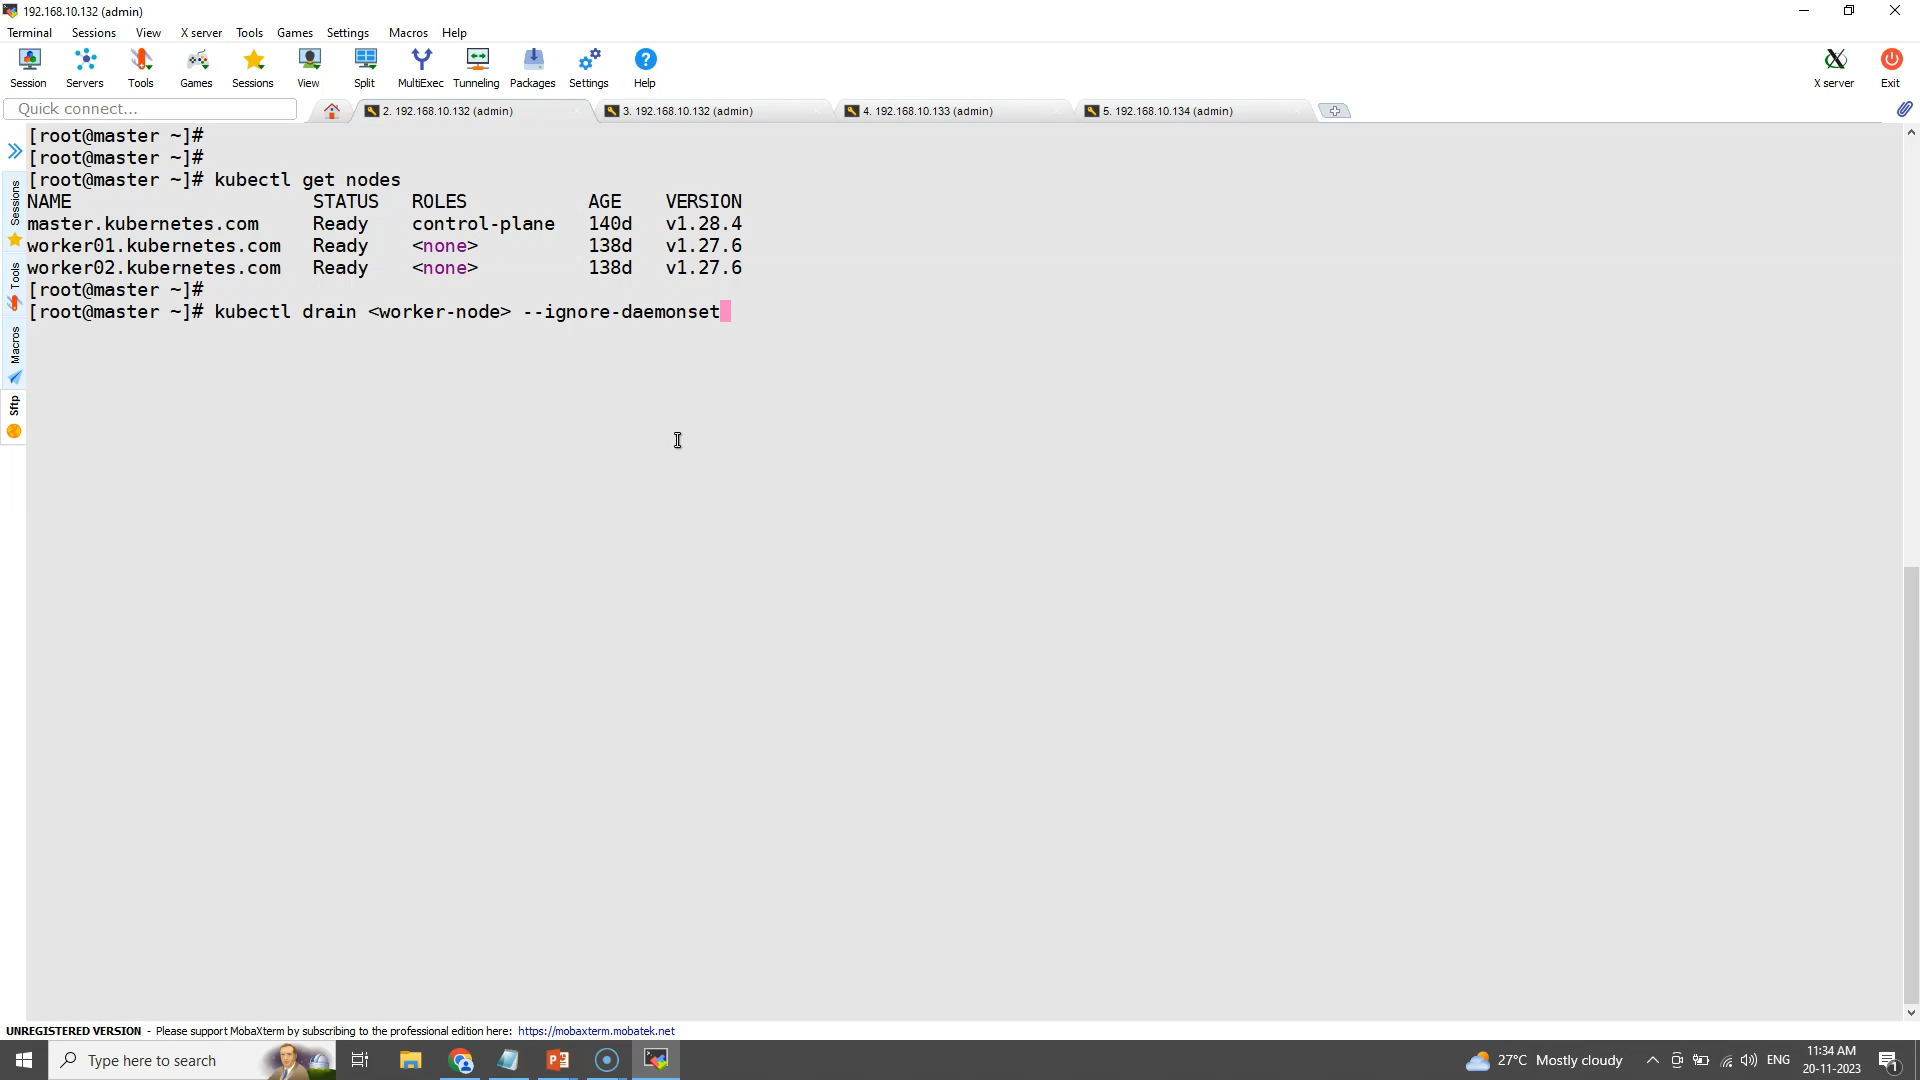 192.168.10.132 (admin)
Terminal Sessions View X server Tools Games Settings Macros Help
Session Servers Tools Games Sessions View Split MultiExec Tunneling Packages Settings Help X server Exit
Quick connect...
2. 192.168.10.132 (admin)
3. 192.168.10.132 (admin)
4. 192.168.10.133 (admin)
5. 192.168.10.134 (admin)
Sessions
Tools
Macros
Sftp
[root@master ~]#
[root@master ~]#
[root@master ~]# kubectl get nodes
NAME STATUS ROLES AGE VERSION
master.kubernetes.com Ready control-plane 140d v1.28.4
worker01.kubernetes.com Ready <none> 138d v1.27.6
worker02.kubernetes.com Ready <none> 138d v1.27.6
[root@master ~]#
[root@master ~]# kubectl drain <worker-node> --ignore-daemonset
UNREGISTERED VERSION - Please support MobaXterm by subscribing to the professional edition here: https://mobaxterm.mobatek.net
Type here to search
27°C Mostly cloudy
ENG
11:34 AM
20-11-2023
1